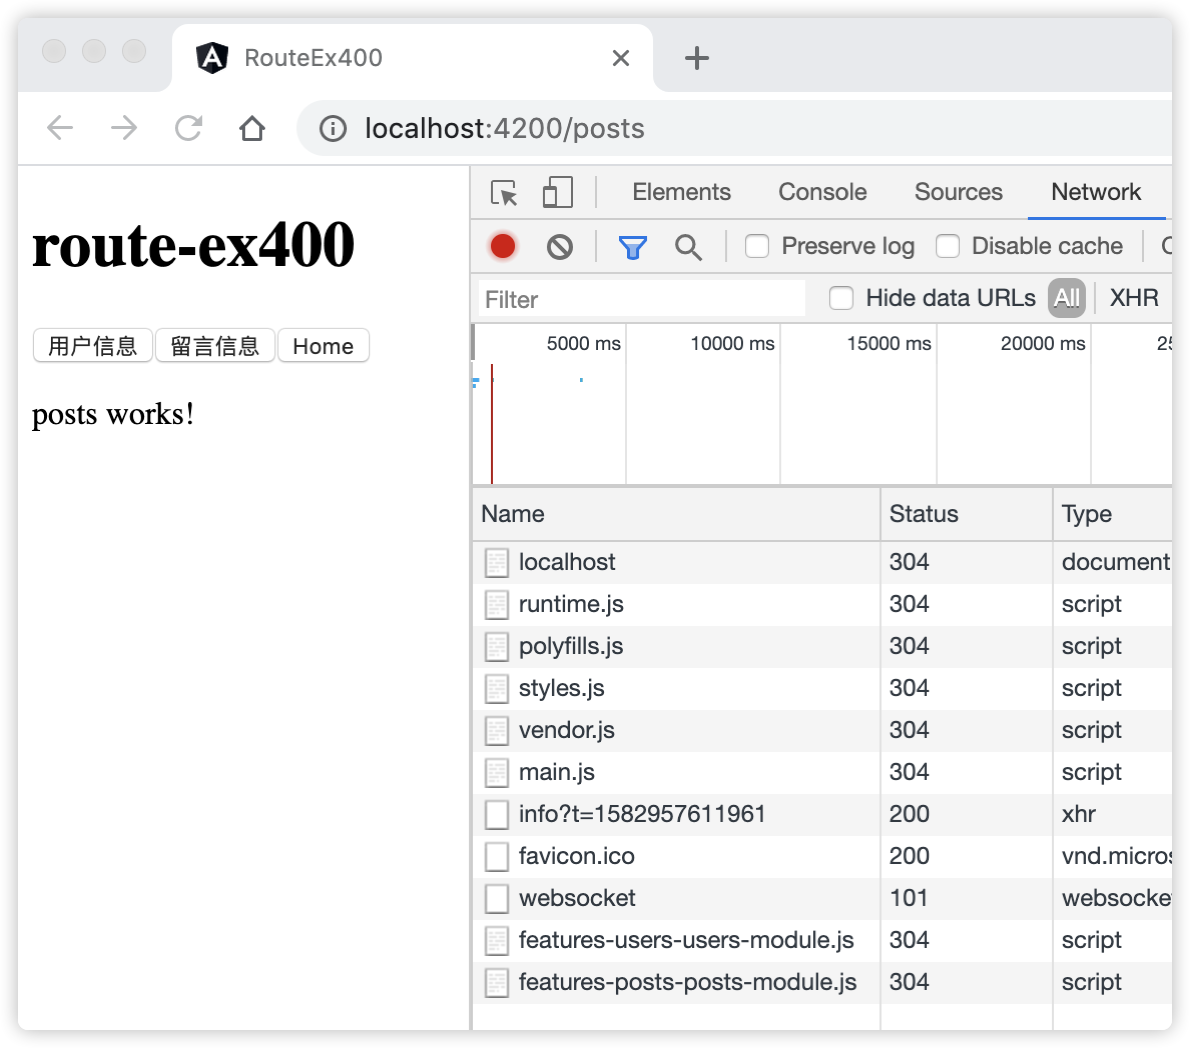 RouteEx400
localhost:4200/posts
route-ex400
用户信息 留言信息 Home
posts works!
Elements Console Sources Network
Preserve log Disable cache
Filter Hide data URLs All XHR
5000 ms 10000 ms 15000 ms 20000 ms
Name Status Type
localhost 304 document
runtime.js 304 script
polyfills.js 304 script
styles.js 304 script
vendor.js 304 script
main.js 304 script
info?t=1582957611961 200 xhr
favicon.ico 200 vnd.micros
websocket 101 websocke
features-users-users-module.js 304 script
features-posts-posts-module.js 304 script